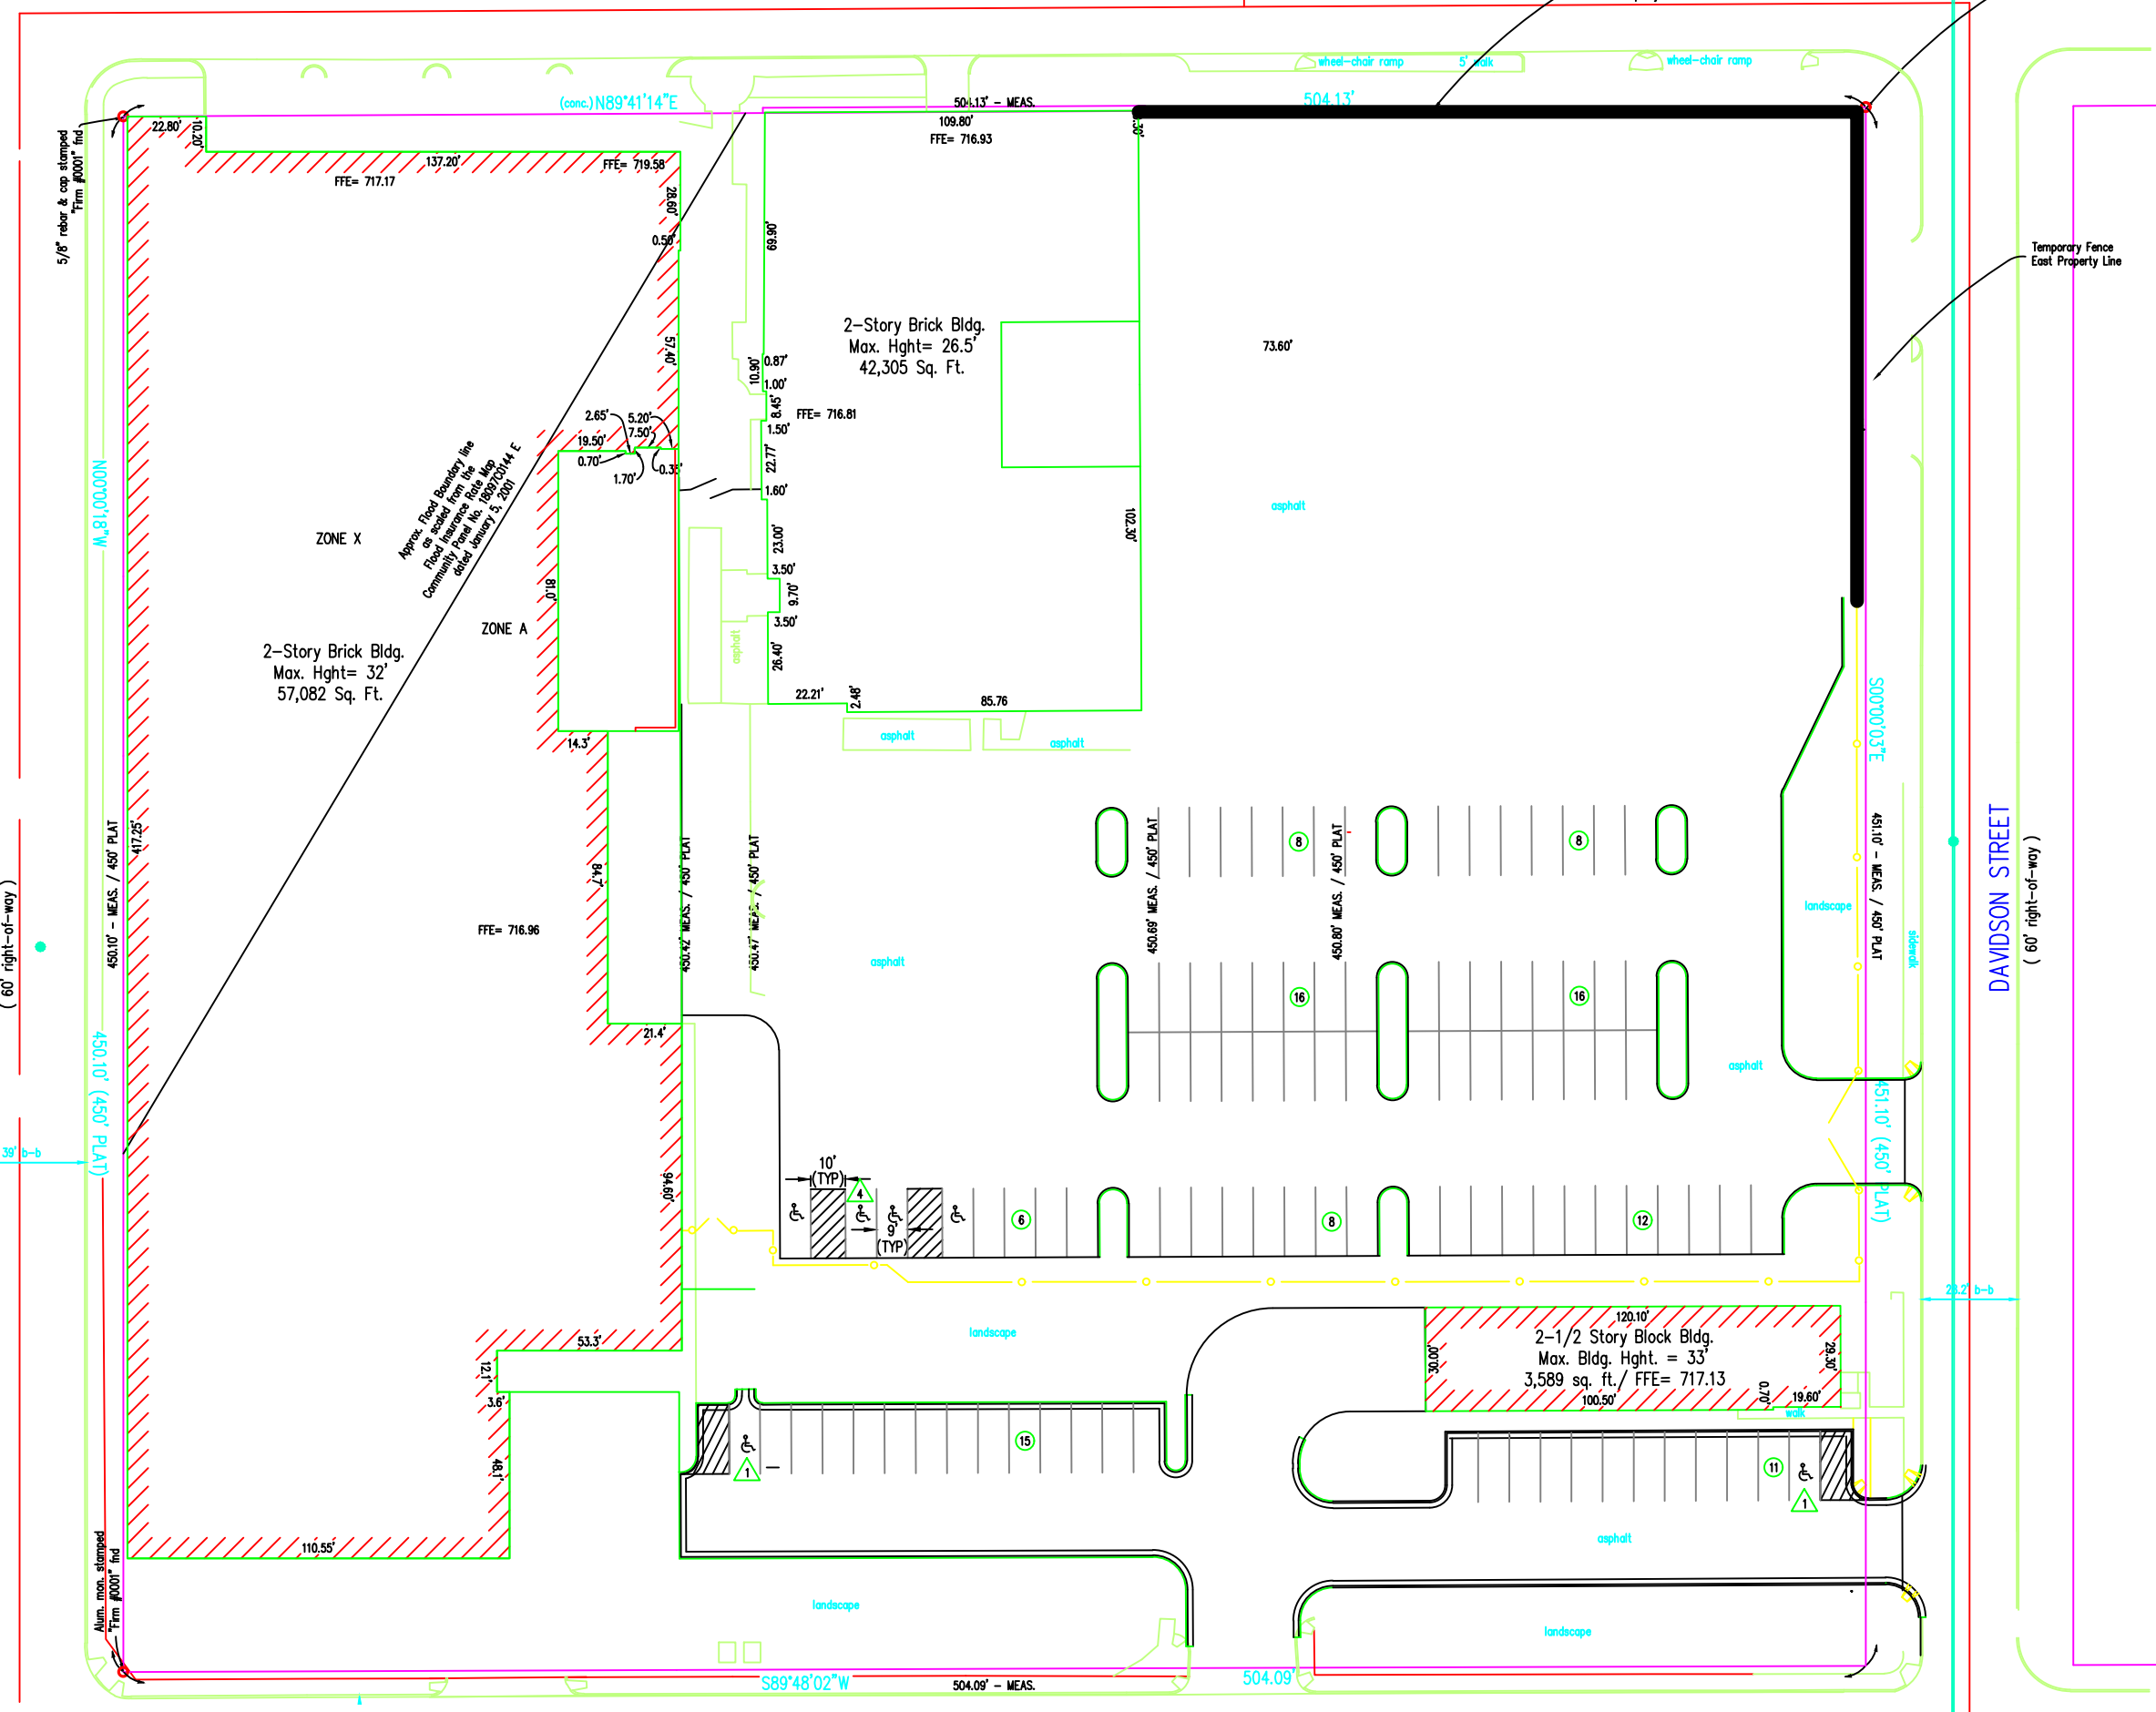 wheel-chair ramp
5' walk
wheel-chair ramp
(conc.)
N89°41'14"E
504.13' - MEAS.
504.13'
109.80'
FFE= 716.93
22.80'
10.20'
137.20'
FFE= 719.58
FFE= 717.17
5/8" rebar & cap stamped
"Firm #0001" fnd
28.60'
0.50'
69.90'
57.40'
Temporary Fence
East Property Line
2-Story Brick Bldg.
Max. Hght= 26.5'
42,305 Sq. Ft.
73.60'
10.90'
0.87'
1.00'
8.45'
FFE= 716.81
1.50'
22.77'
1.60'
2.65'
5.20'
7.50'
19.50'
0.70'
1.70'
Approx. Flood Boundary line
as scaled from the
Flood Insurance Rate Map
Community Panel No. 18097C0144 E
dated January 5, 2001
N00°00'18"W
ZONE X
ZONE A
81.0'
asphalt
102.30'
23.00'
3.50'
9.70'
3.50'
26.40'
asphalt
2-Story Brick Bldg.
Max. Hght= 32'
57,082 Sq. Ft.
22.21'
2.48'
85.76
asphalt
asphalt
14.3'
S00°00'03"E
417.25'
450.10' - MEAS. / 450' PLAT
84.7'
450.42' MEAS. / 450' PLAT
450.47' MEAS. / 450' PLAT
450.69' MEAS. / 450' PLAT
450.80' MEAS. / 450' PLAT
8
8
451.10' - MEAS. / 450' PLAT
landscape
sidewalk
DAVIDSON STREET
( 60' right-of-way )
( 60' right-of-way )
FFE= 716.96
asphalt
16
16
21.4'
asphalt
450.10' (450' PLAT)
451.10' (450' PLAT)
39' b-b
94.60'
10'
(TYP)
4
9'
(TYP)
6
8
12
b-b
landscape
120.10'
2-1/2 Story Block Bldg.
Max. Bldg. Hght. = 33'
3,589 sq. ft./ FFE= 717.13
30.00'
29.30'
100.50'
0.70'
19.60'
walk
53.3'
12.1'
3.6'
48.1'
15
1
11
1
asphalt
110.55'
Alum. mon. stamped
"Firm #0001" fnd
landscape
landscape
S89°48'02"W
504.09' - MEAS.
504.09'